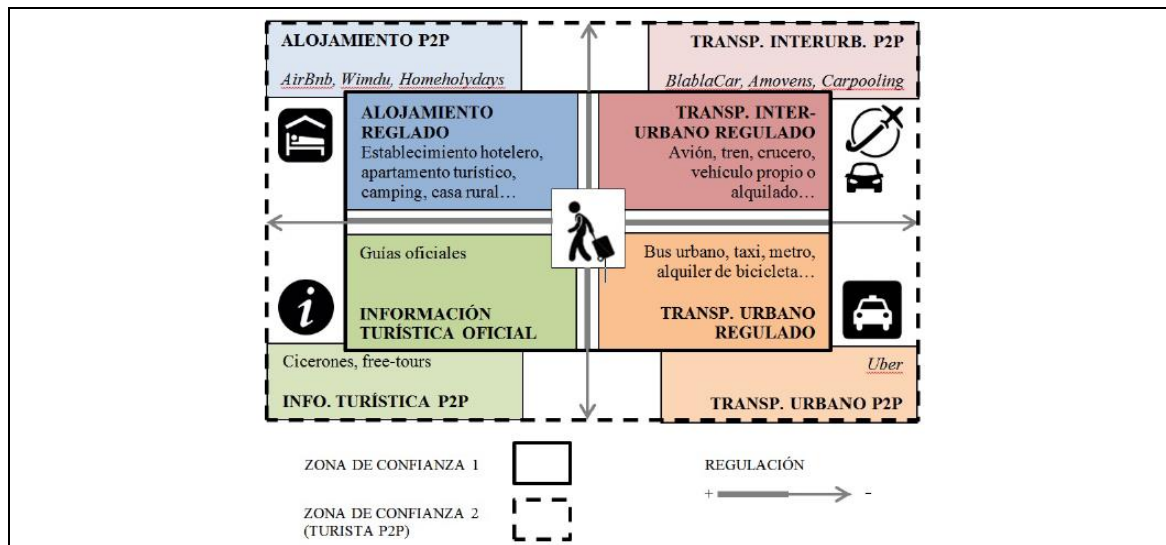 ALOJAMIENTO P2P
AirBnb, Wimdu, Homeholydays
TRANSP. INTERURB. P2P
BlablaCar, Amovens, Carpooling
ALOJAMIENTO
REGLADO
Establecimiento hotelero,
apartamento turístico,
camping, casa rural…
TRANSP. INTER-
URBANO REGULADO
Avión, tren, crucero,
vehículo propio o
alquilado…
Guías oficiales
INFORMACIÓN
TURÍSTICA OFICIAL
Bus urbano, taxi, metro,
alquiler de bicicleta…
TRANSP. URBANO
REGULADO
Cicerones, free-tours
INFO. TURÍSTICA P2P
Uber
TRANSP. URBANO P2P
ZONA DE CONFIANZA 1
ZONA DE CONFIANZA 2
(TURISTA P2P)
REGULACIÓN
+ -